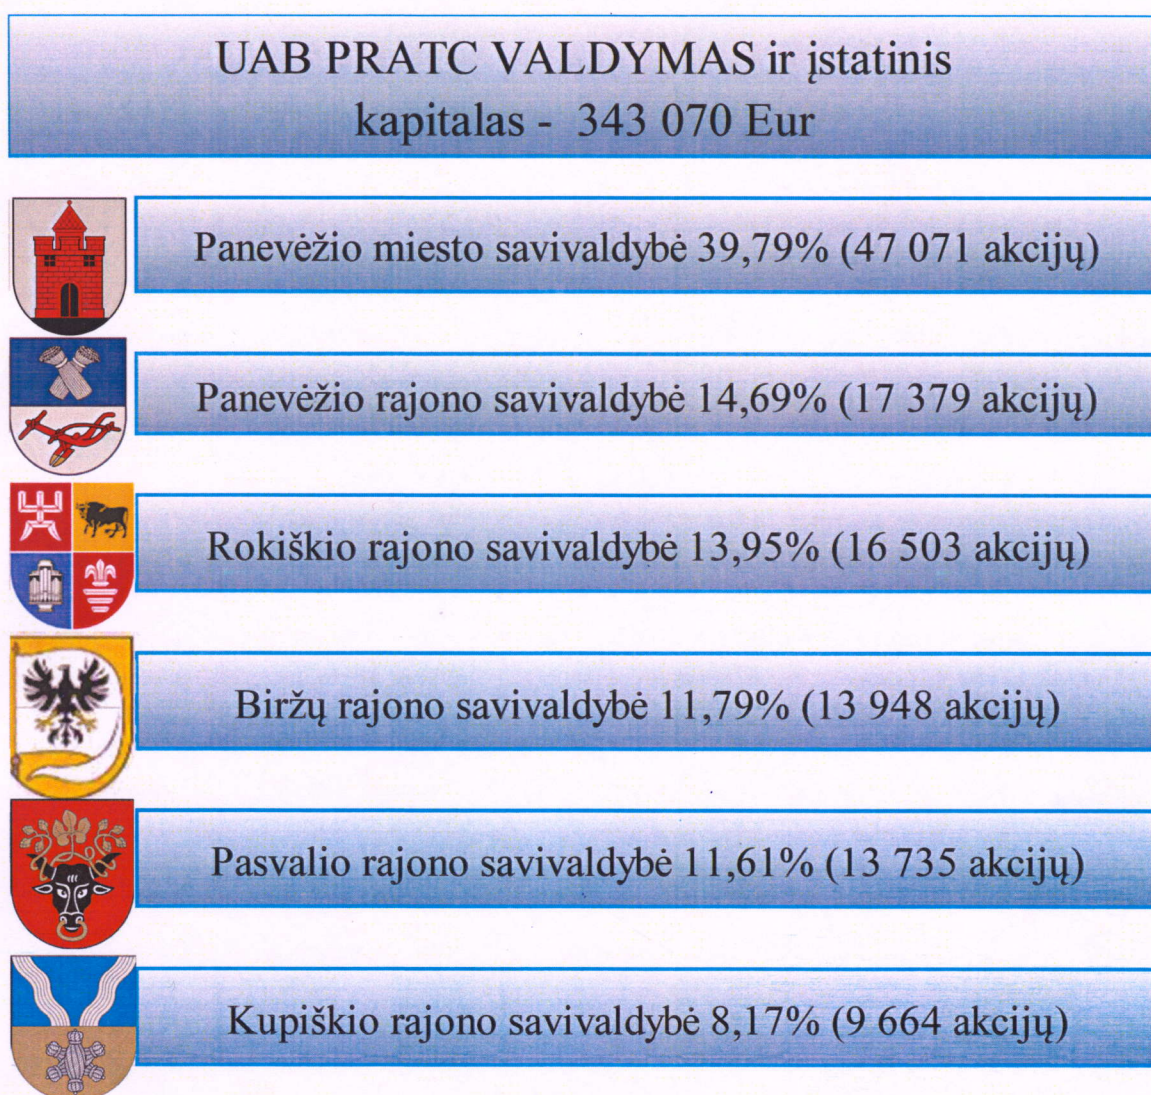 UAB PRATC VALDYMAS ir įstatinis
kapitalas - 343 070 Eur
Panevėžio miesto savivaldybė 39,79% (47 071 akcijų)
Panevėžio rajono savivaldybė 14,69% (17 379 akcijų)
Rokiškio rajono savivaldybė 13,95% (16 503 akcijų)
Biržų rajono savivaldybė 11,79% (13 948 akcijų)
Pasvalio rajono savivaldybė 11,61% (13 735 akcijų)
Kupiškio rajono savivaldybė 8,17% (9 664 akcijų)